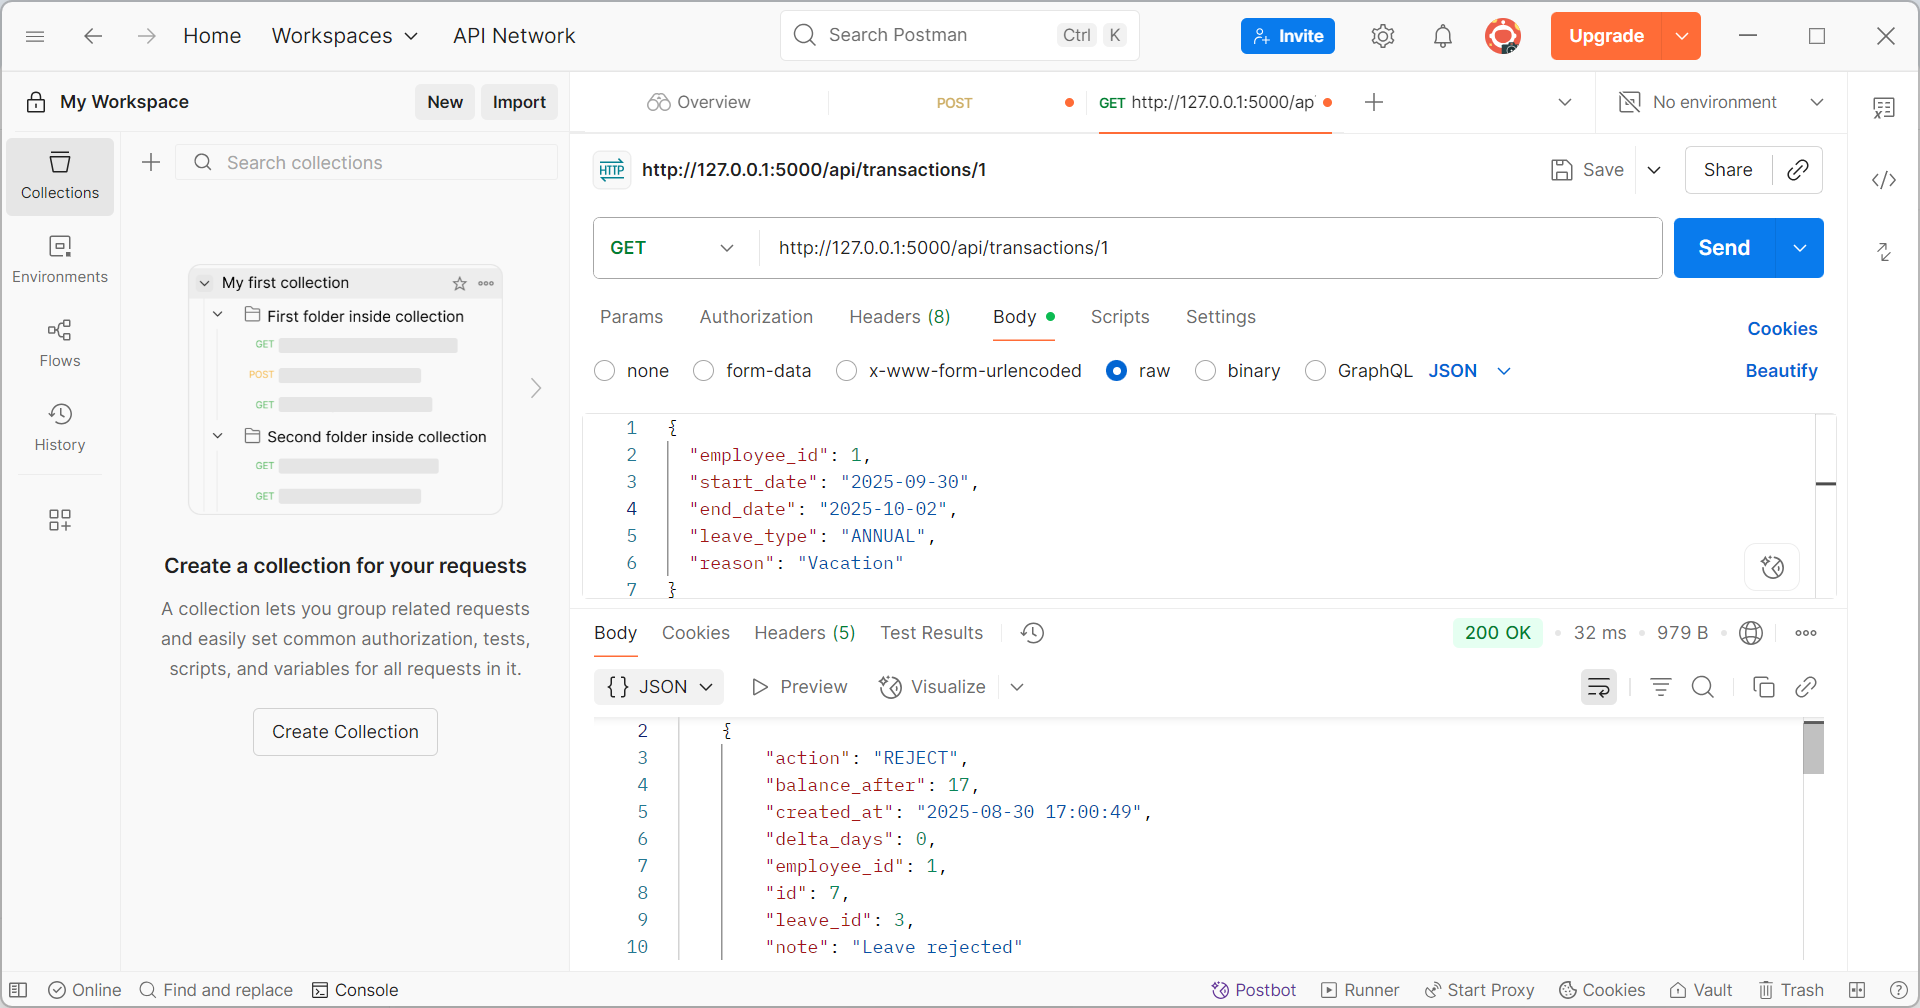 Home Workspaces API Network Search Postman Ctrl K Invite Upgrade
My Workspace New Import Overview POST GET http://127.0.0.1:5000/ap No environment
Collections
Environments
Flows
History
Search collections
My first collection
First folder inside collection
GET
POST
GET
Second folder inside collection
GET
GET
Create a collection for your requests
A collection lets you group related requests
and easily set common authorization, tests,
scripts, and variables for all requests in it.
Create Collection
HTTP http://127.0.0.1:5000/api/transactions/1 Save Share
GET http://127.0.0.1:5000/api/transactions/1 Send
Params Authorization Headers (8) Body Scripts Settings Cookies
none form-data x-www-form-urlencoded raw binary GraphQL JSON Beautify
1 {
2 "employee_id": 1,
3 "start_date": "2025-09-30",
4 "end_date": "2025-10-02",
5 "leave_type": "ANNUAL",
6 "reason": "Vacation"
7 }
Body Cookies Headers (5) Test Results 200 OK • 32 ms • 979 B
{} JSON Preview Visualize
2 {
3 "action": "REJECT",
4 "balance_after": 17,
5 "created_at": "2025-08-30 17:00:49",
6 "delta_days": 0,
7 "employee_id": 1,
8 "id": 7,
9 "leave_id": 3,
10 "note": "Leave rejected"
Online Find and replace Console Postbot Runner Start Proxy Cookies Vault Trash